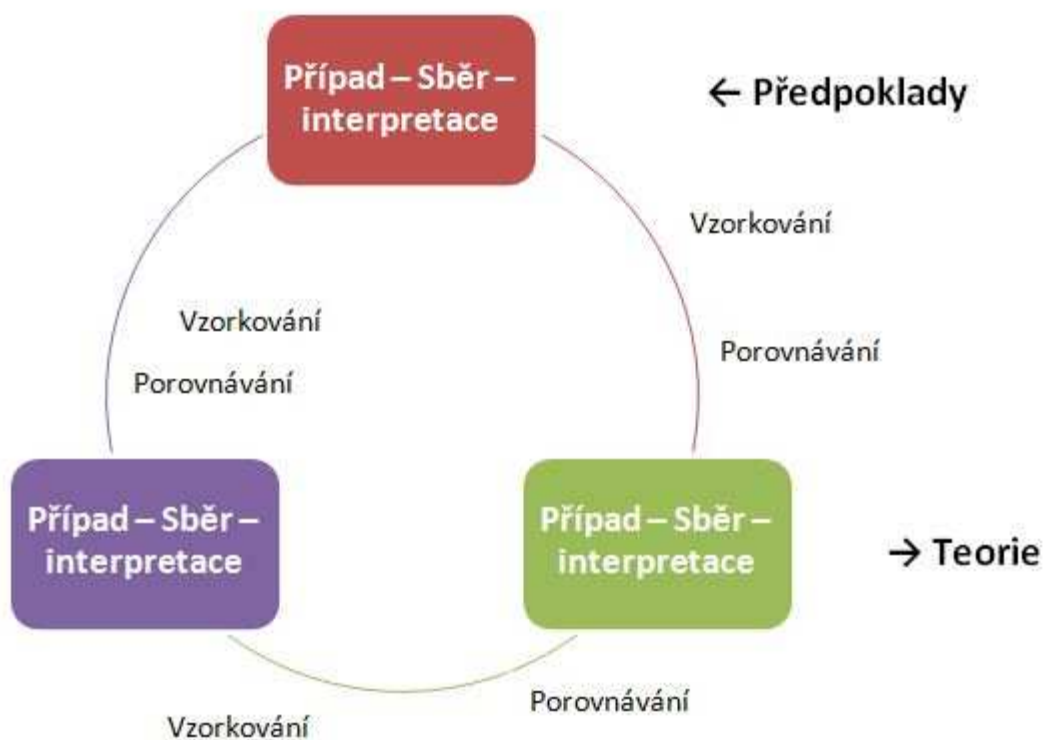 Případ – Sběr –
interpretace
← Předpoklady
Vzorkování
Vzorkování
Porovnávání
Porovnávání
Případ – Sběr –
interpretace
Případ – Sběr –
interpretace
→ Teorie
Porovnávání
Vzorkování